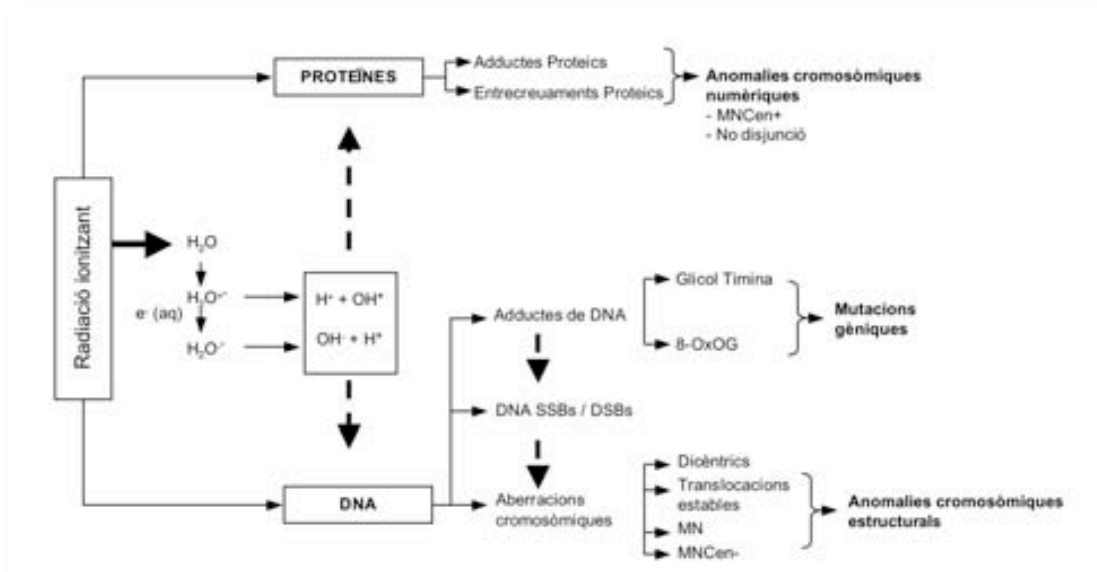 PROTEÏNES
Adductes Proteics
Entrecreuaments Proteics
Anomalies cromosòmiques
numèriques
- MNCen+
- No disjunció
Radiació ionitzant
H₂O
e⁻ (aq)
H₂O
H₂O
H⁺ + OH*
OH⁻ + H*
Adductes de DNA
Glicol Timina
8-OxOG
Mutacions
gèniques
DNA SSBs / DSBs
DNA
Aberracions
cromosòmiques
Dicèntrics
Translocacions
estables
MN
MNCen-
Anomalies cromosòmiques
estructurals